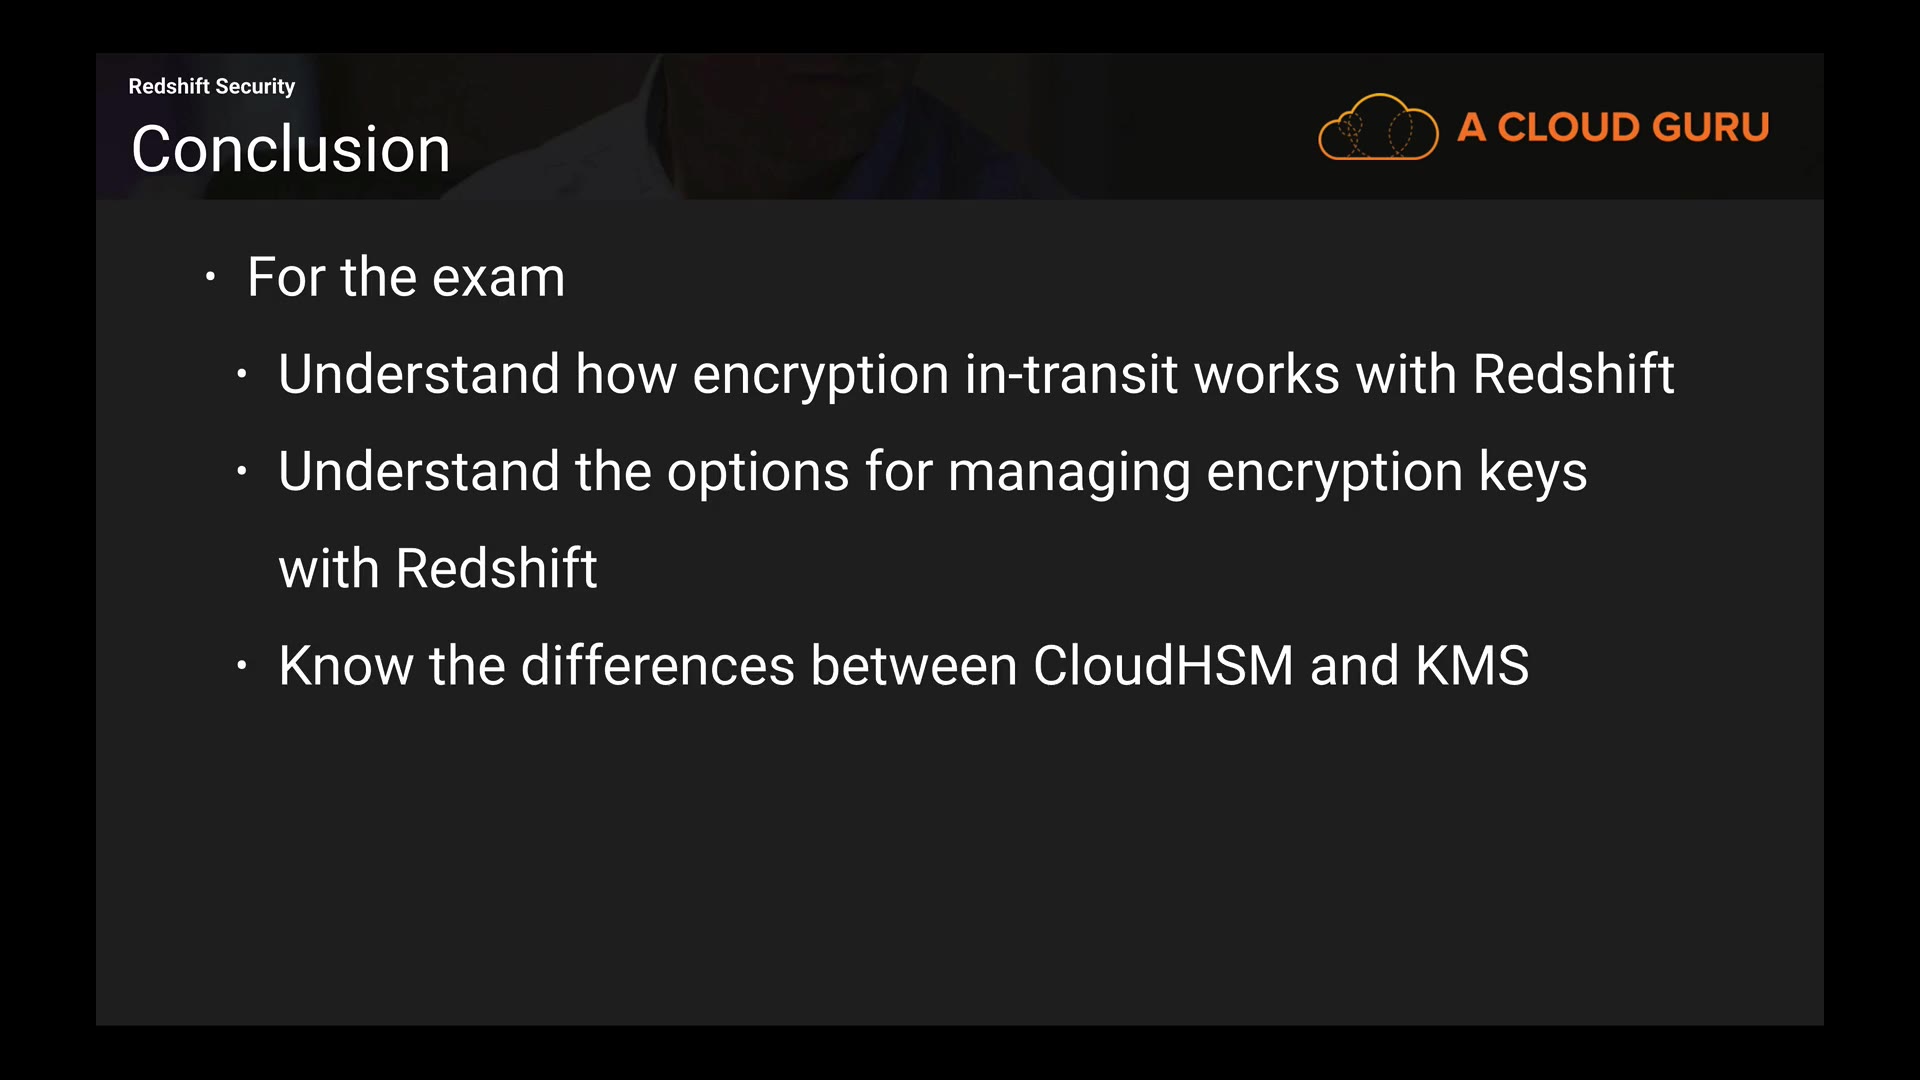 Redshift Security
Conclusion
A CLOUD GURU
• For the exam
• Understand how encryption in-transit works with Redshift
• Understand the options for managing encryption keys
with Redshift
• Know the differences between CloudHSM and KMS